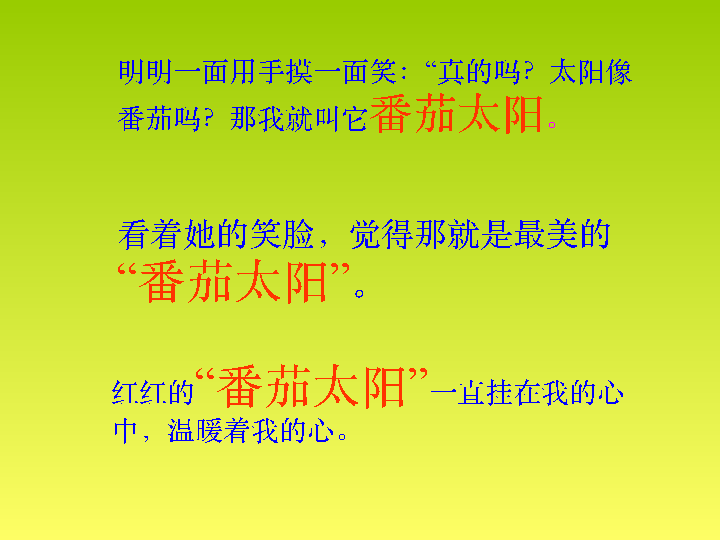 明明一面用手摸一面笑：“真的吗？太阳像
番茄吗？那我就叫它番茄太阳。
看着她的笑脸，觉得那就是最美的
“番茄太阳”。
红红的“番茄太阳”一直挂在我的心
中，温暖着我的心。